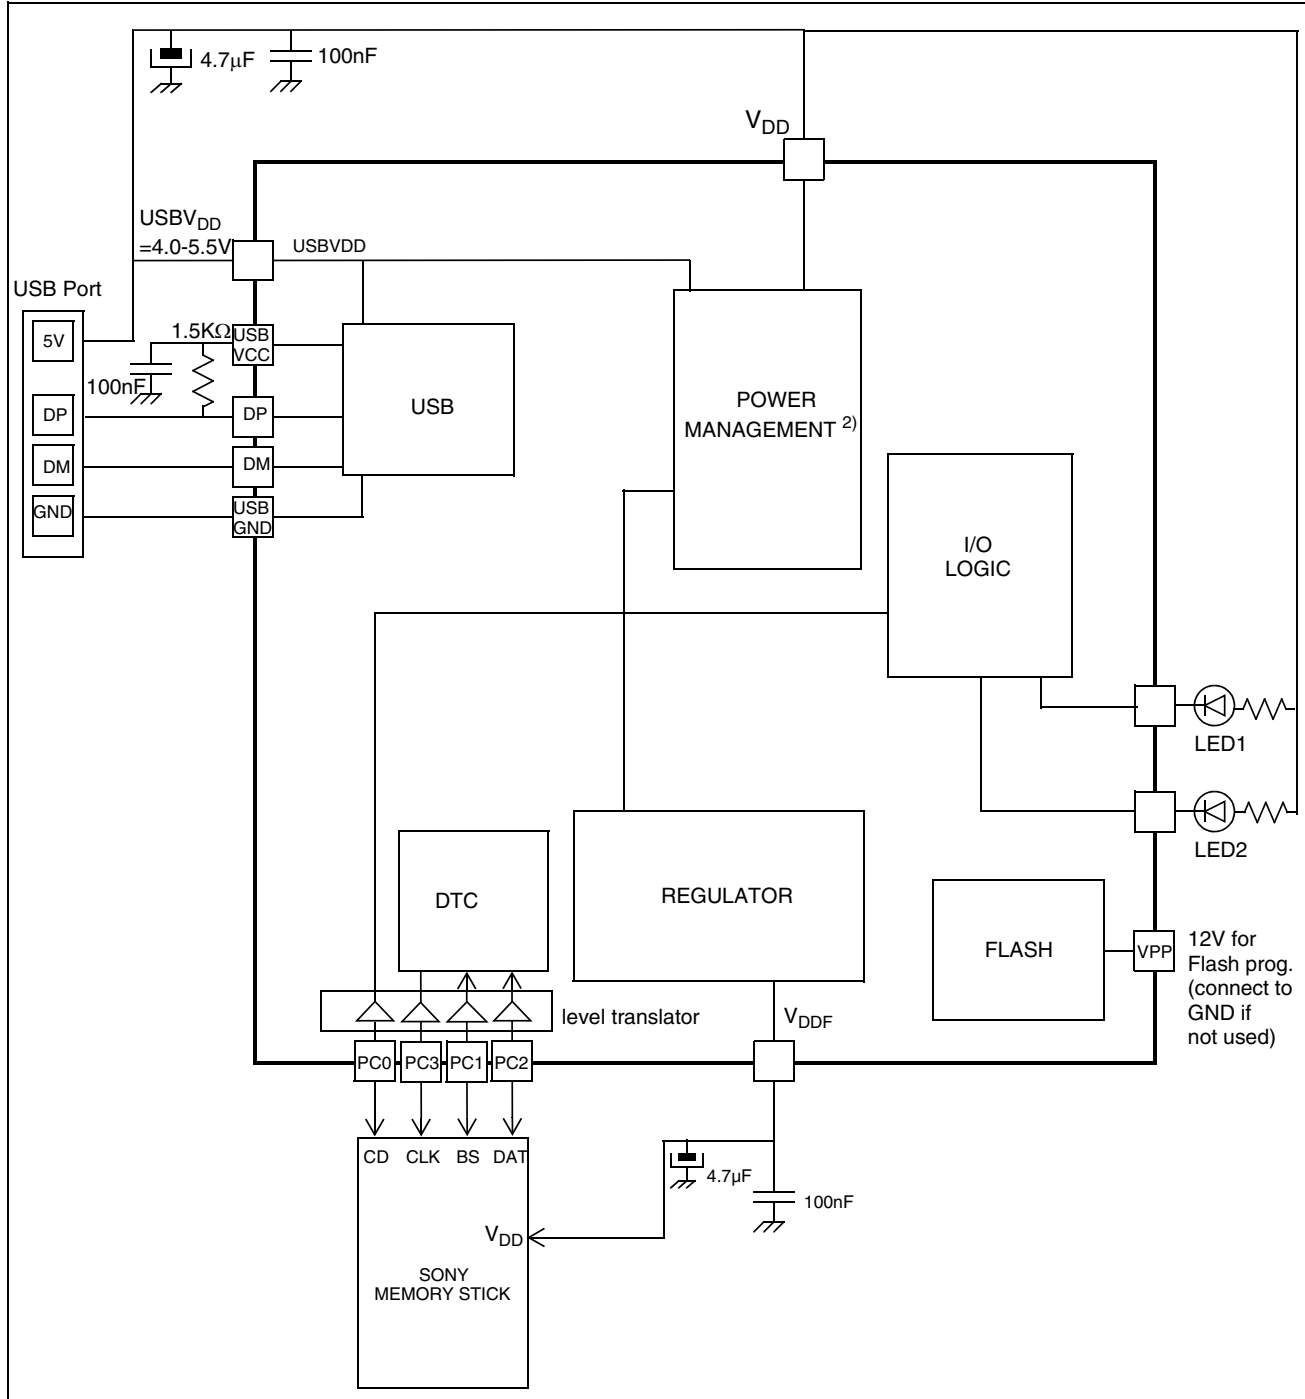 4.7μF
100nF
VDD
USBVDD
=4.0-5.5V
USBVDD
USB Port
5V
DP
DM
GND
1.5KΩ
100nF
USB
VCC
DP
DM
USB
GND
USB
POWER
MANAGEMENT 2)
I/O
LOGIC
LED1
LED2
DTC
REGULATOR
FLASH
VPP
12V for
Flash prog.
(connect to
GND if
not used)
level translator
VDDF
PC0
PC3
PC1
PC2
CD
CLK
BS
DAT
4.7μF
100nF
VDD
SONY
MEMORY STICK